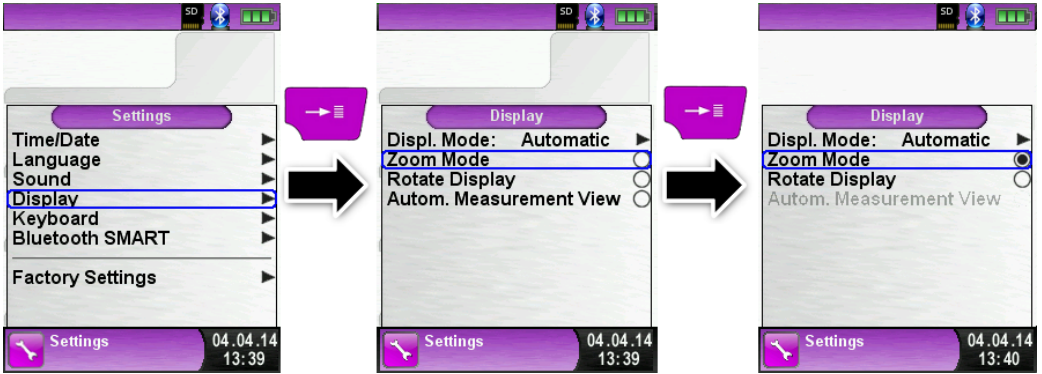 SD
Settings
Time/Date
Language
Sound
Display
Keyboard
Bluetooth SMART
Factory Settings
Settings
04.04.14
13:39
SD
Display
Displ. Mode: Automatic
Zoom Mode
Rotate Display
Autom. Measurement View
Settings
04.04.14
13:39
SD
Display
Displ. Mode: Automatic
Zoom Mode
Rotate Display
Autom. Measurement View
Settings
04.04.14
13:40